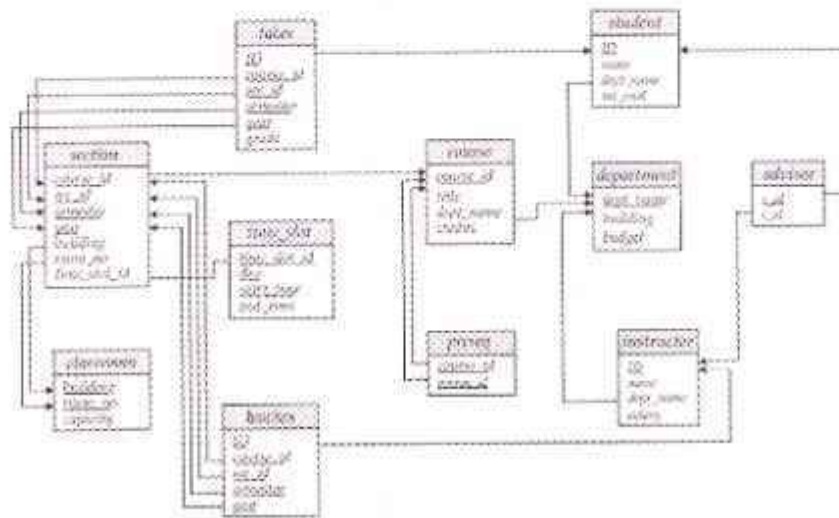 takes
ID
course_id
sec_id
semester
year
grade
student
ID
name
dept_name
tot_cred
section
course_id
sec_id
semester
year
building
room_no
time_slot_id
course
course_id
title
dept_name
credits
department
dept_name
building
budget
advisor
s_id
i_id
time_slot
time_slot_id
day
start_time
end_time
classroom
building
room_no
capacity
prereq
course_id
prereq_id
instructor
ID
name
dept_name
salary
teaches
ID
course_id
sec_id
semester
year